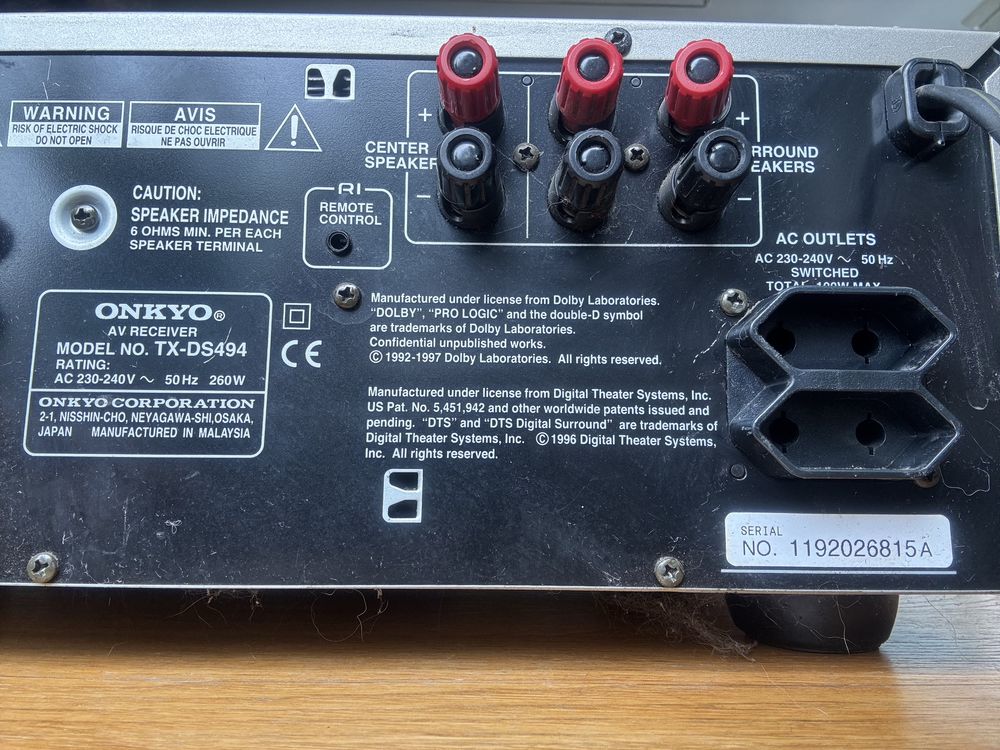 WARNING
RISK OF ELECTRIC SHOCK
DO NOT OPEN
AVIS
RISQUE DE CHOC ELECTRIQUE
NE PAS OUVRIR
CAUTION:
SPEAKER IMPEDANCE
6 OHMS MIN. PER EACH
SPEAKER TERMINAL
RI
REMOTE
CONTROL
+
CENTER
SPEAKER
−
+
RROUND
EAKERS
−
AC OUTLETS
AC 230-240V ～ 50 Hz
SWITCHED
TOTAL 100W MAX
ONKYO®
AV RECEIVER
MODEL NO. TX-DS494
RATING:
AC 230-240V ～ 50 Hz 260W
ONKYO CORPORATION
2-1, NISSHIN-CHO, NEYAGAWA-SHI,OSAKA,
JAPAN MANUFACTURED IN MALAYSIA
CE
Manufactured under license from Dolby Laboratories.
“DOLBY”, “PRO LOGIC” and the double-D symbol
are trademarks of Dolby Laboratories.
Confidential unpublished works.
© 1992-1997 Dolby Laboratories. All rights reserved.
Manufactured under license from Digital Theater Systems, Inc.
US Pat. No. 5,451,942 and other worldwide patents issued and
pending. “DTS” and “DTS Digital Surround” are trademarks of
Digital Theater Systems, Inc. © 1996 Digital Theater Systems,
Inc. All rights reserved.
SERIAL
NO. 1192026815A